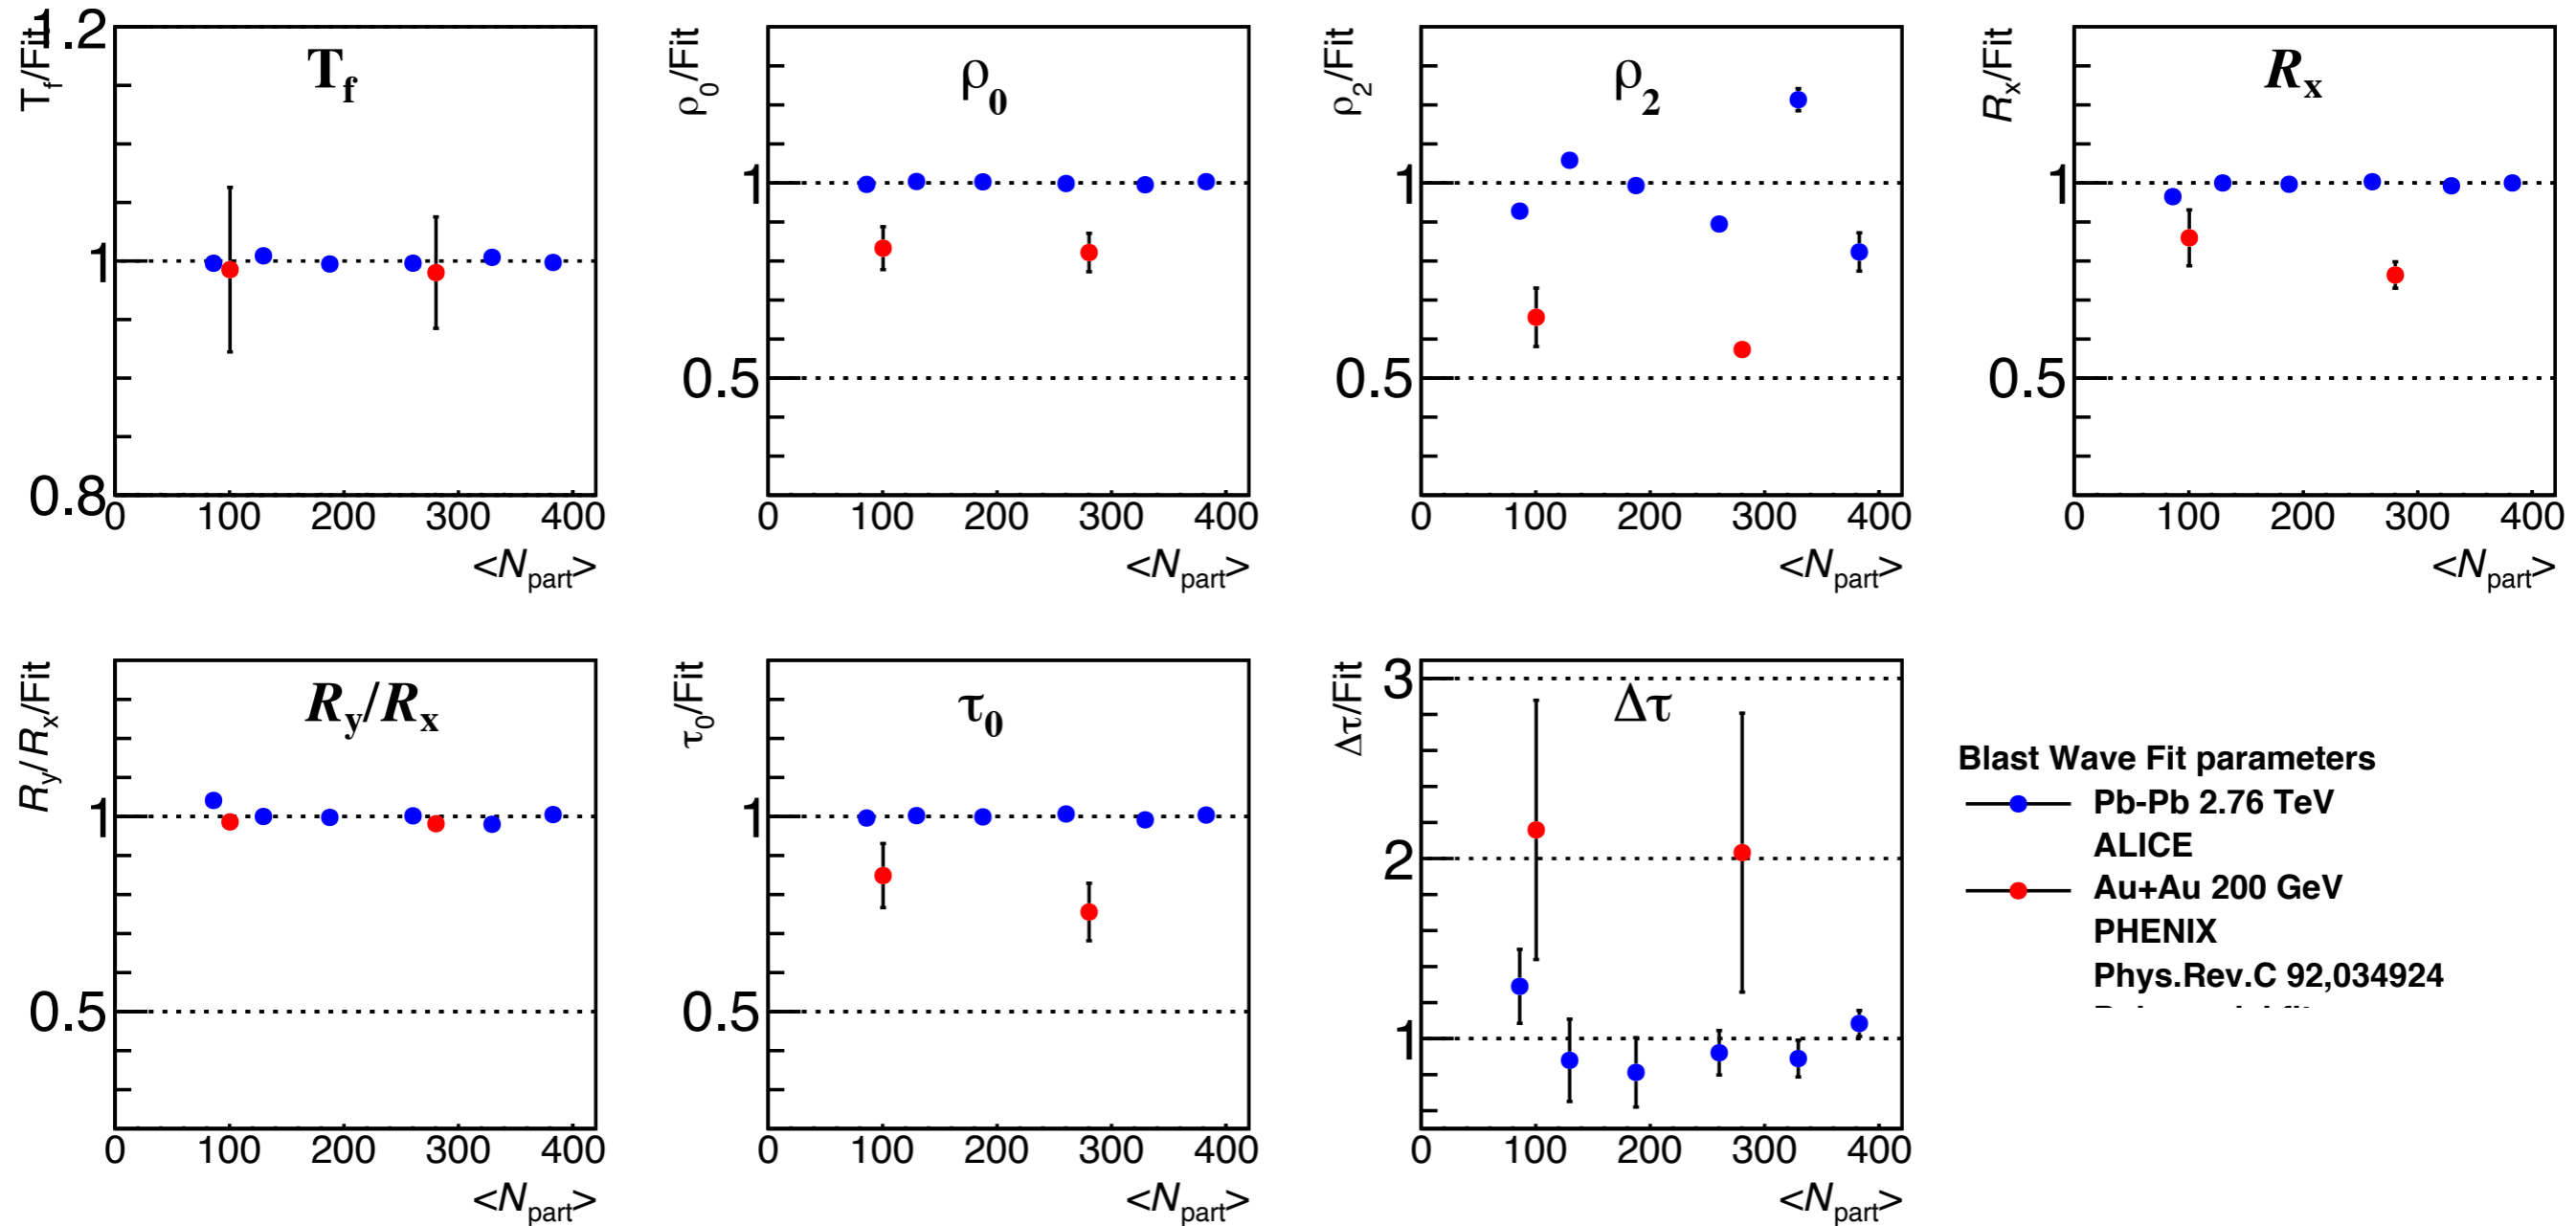 T_f/Fit
1.2
1
0.8
T_f
0 100 200 300 400
<N_part>
ρ_0/Fit
1
0.5
ρ_0
0 100 200 300 400
<N_part>
ρ_2/Fit
1
0.5
ρ_2
0 100 200 300 400
<N_part>
R_x/Fit
1
0.5
R_x
0 100 200 300 400
<N_part>
R_y/R_x/Fit
1
0.5
R_y/R_x
0 100 200 300 400
<N_part>
τ_0/Fit
1
0.5
τ_0
0 100 200 300 400
<N_part>
Δτ/Fit
3
2
1
Δτ
0 100 200 300 400
<N_part>
Blast Wave Fit parameters
Pb-Pb 2.76 TeV
ALICE
Au+Au 200 GeV
PHENIX
Phys.Rev.C 92,034924